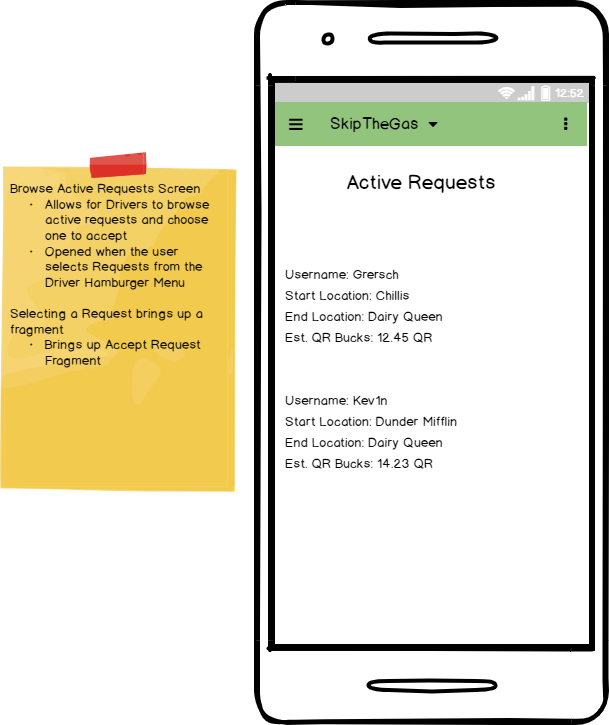 Browse Active Requests Screen
· Allows for Drivers to browse
active requests and choose
one to accept
· Opened when the user
selects Requests from the
Driver Hamburger Menu
Selecting a Request brings up a
fragment
· Brings up Accept Request
Fragment
12:52
SkipTheGas
Active Requests
Username: Grersch
Start Location: Chillis
End Location: Dairy Queen
Est. QR Bucks: 12.45 QR
Username: Kev1n
Start Location: Dunder Mifflin
End Location: Dairy Queen
Est. QR Bucks: 14.23 QR